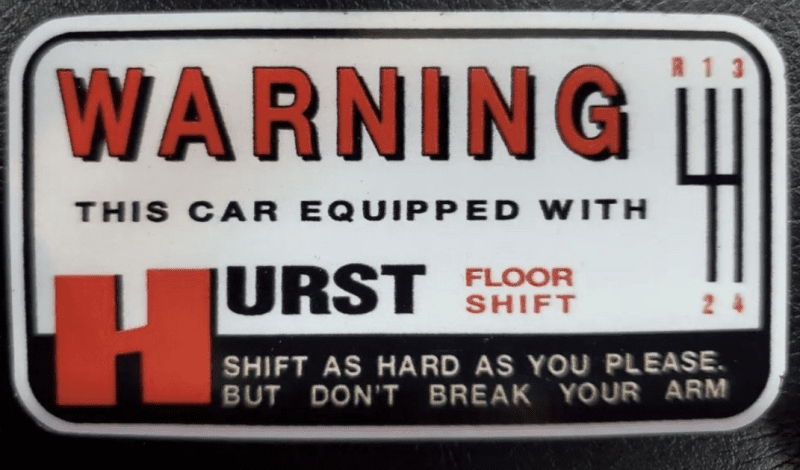 WARNING
R 1 3
THIS CAR EQUIPPED WITH
HURST FLOOR
SHIFT
2 4
SHIFT AS HARD AS YOU PLEASE.
BUT DON'T BREAK YOUR ARM